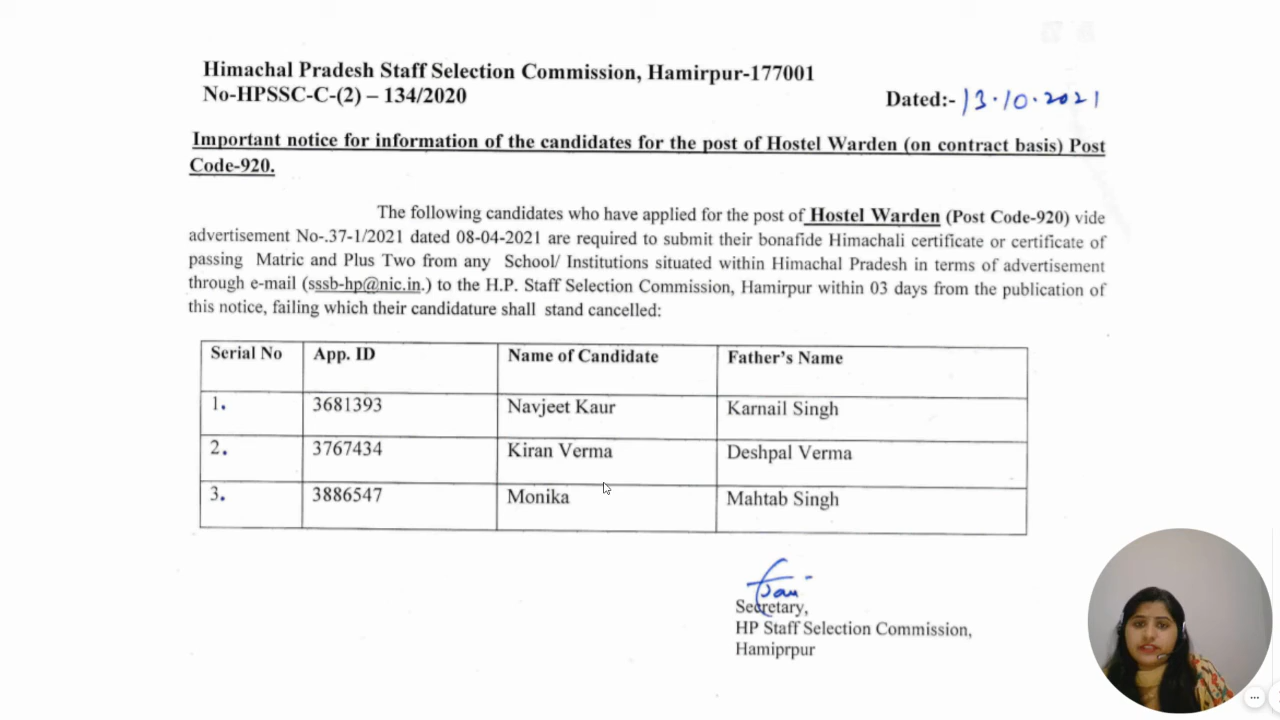 Himachal Pradesh Staff Selection Commission, Hamirpur-177001
No-HPSSC-C-(2) – 134/2020
Dated:- 13.10.2021
Important notice for information of the candidates for the post of Hostel Warden (on contract basis) Post
Code-920.
The following candidates who have applied for the post of Hostel Warden (Post Code-920) vide
advertisement No-.37-1/2021 dated 08-04-2021 are required to submit their bonafide Himachali certificate or certificate of
passing Matric and Plus Two from any School/ Institutions situated within Himachal Pradesh in terms of advertisement
through e-mail (sssb-hp@nic.in.) to the H.P. Staff Selection Commission, Hamirpur within 03 days from the publication of
this notice, failing which their candidature shall stand cancelled:
Serial No App. ID Name of Candidate Father's Name
1. 3681393 Navjeet Kaur Karnail Singh
2. 3767434 Kiran Verma Deshpal Verma
3. 3886547 Monika Mahtab Singh
Secretary,
HP Staff Selection Commission,
Hamiprpur